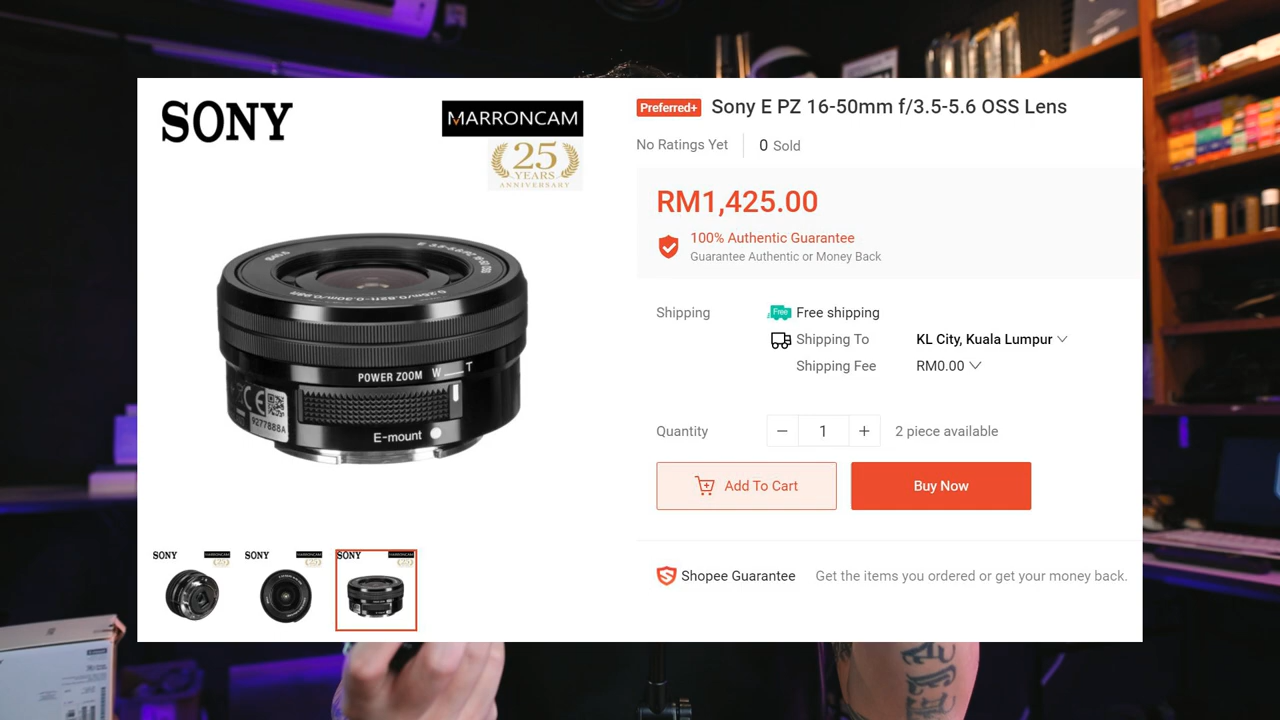 SONY
MARRONCAM
25
YEARS
ANNIVERSARY
POWER ZOOM W T
9277888A
E-mount
SONY
SONY
SONY
Preferred+ Sony E PZ 16-50mm f/3.5-5.6 OSS Lens
No Ratings Yet 0 Sold
RM1,425.00
100% Authentic Guarantee
Guarantee Authentic or Money Back
Shipping Free Free shipping
Shipping To KL City, Kuala Lumpur
Shipping Fee RM0.00
Quantity 1 2 piece available
Add To Cart Buy Now
Shopee Guarantee Get the items you ordered or get your money back.